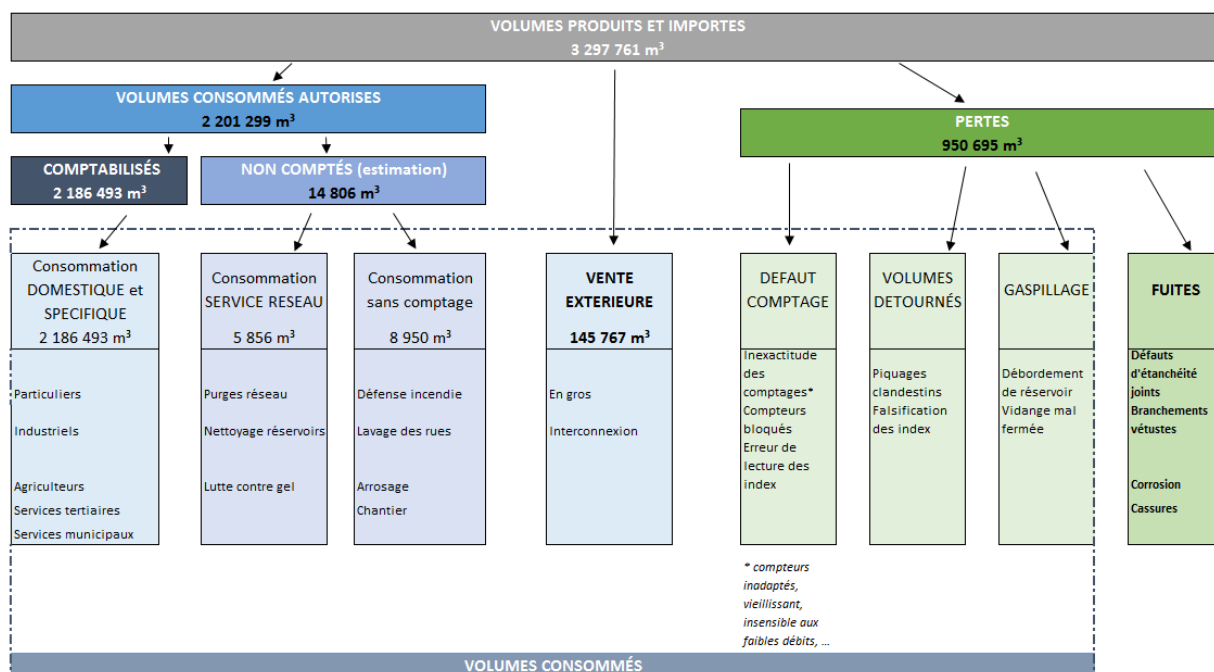 VOLUMES PRODUITS ET IMPORTES
3 297 761 m³
VOLUMES CONSOMMÉS AUTORISES
2 201 299 m³
PERTES
950 695 m³
COMPTABILISÉS
2 186 493 m³
NON COMPTÉS (estimation)
14 806 m³
Consommation
DOMESTIQUE et
SPECIFIQUE
2 186 493 m³
Particuliers
Industriels
Agriculteurs
Services tertiaires
Services municipaux
Consommation
SERVICE RESEAU
5 856 m³
Purges réseau
Nettoyage réservoirs
Lutte contre gel
Consommation
sans comptage
8 950 m³
Défense incendie
Lavage des rues
Arrosage
Chantier
VENTE
EXTERIEURE
145 767 m³
En gros
Interconnexion
DEFAUT
COMPTAGE
Inexactitude
des
comptages*
Compteurs
bloqués
Erreur de
lecture des
index
* compteurs
inadaptés,
vieillissant,
insensible aux
faibles débits, ...
VOLUMES
DETOURNÉS
Piquages
clandestins
Falsification
des index
GASPILLAGE
Débordement
de réservoir
Vidange mal
fermée
FUITES
Défauts
d'étanchéité
joints
Branchements
vétustes
Corrosion
Cassures
VOLUMES CONSOMMÉS